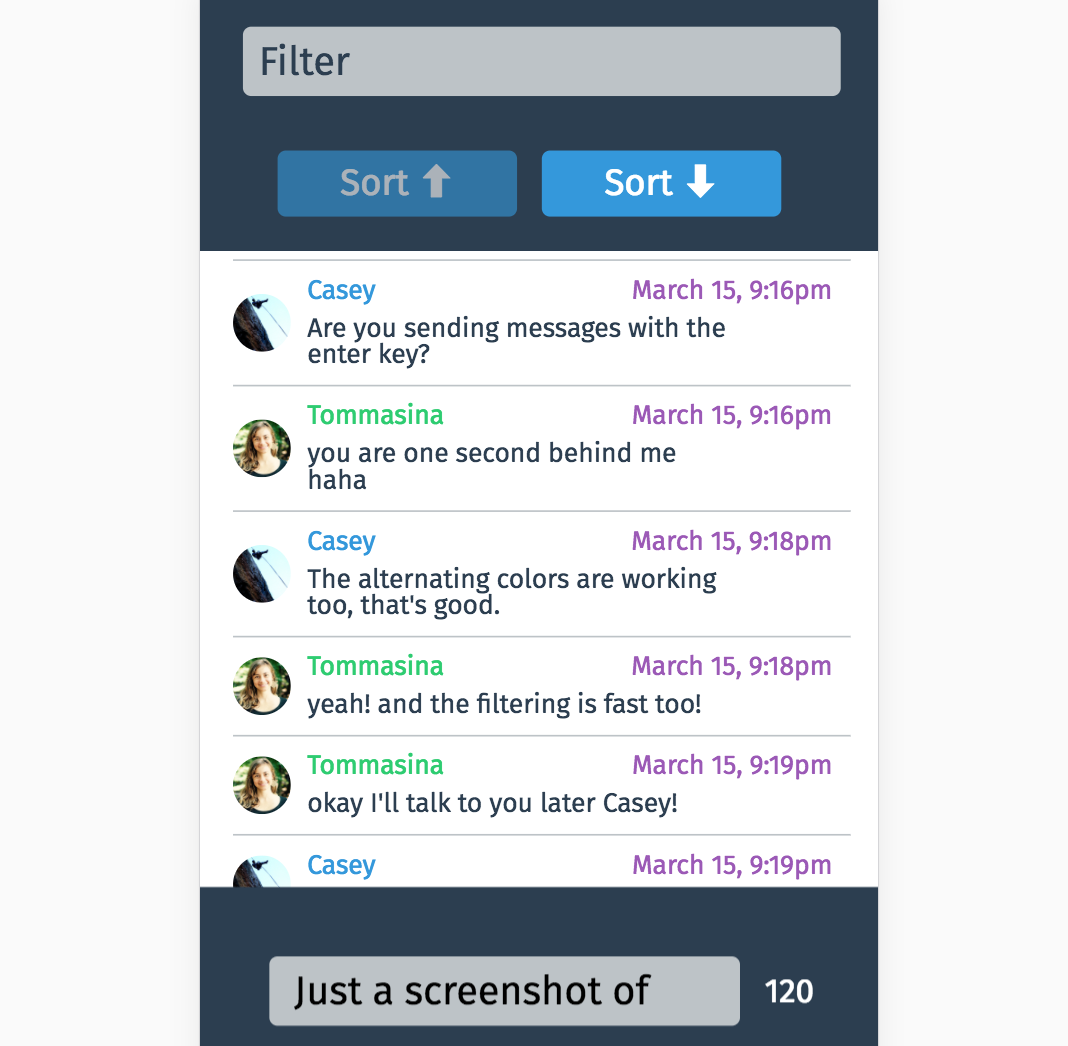 Filter
Sort ⬆ Sort ⬇
Casey March 15, 9:16pm
Are you sending messages with the
enter key?
Tommasina March 15, 9:16pm
you are one second behind me
haha
Casey March 15, 9:18pm
The alternating colors are working
too, that's good.
Tommasina March 15, 9:18pm
yeah! and the filtering is fast too!
Tommasina March 15, 9:19pm
okay I'll talk to you later Casey!
Casey March 15, 9:19pm
Just a screenshot of 120